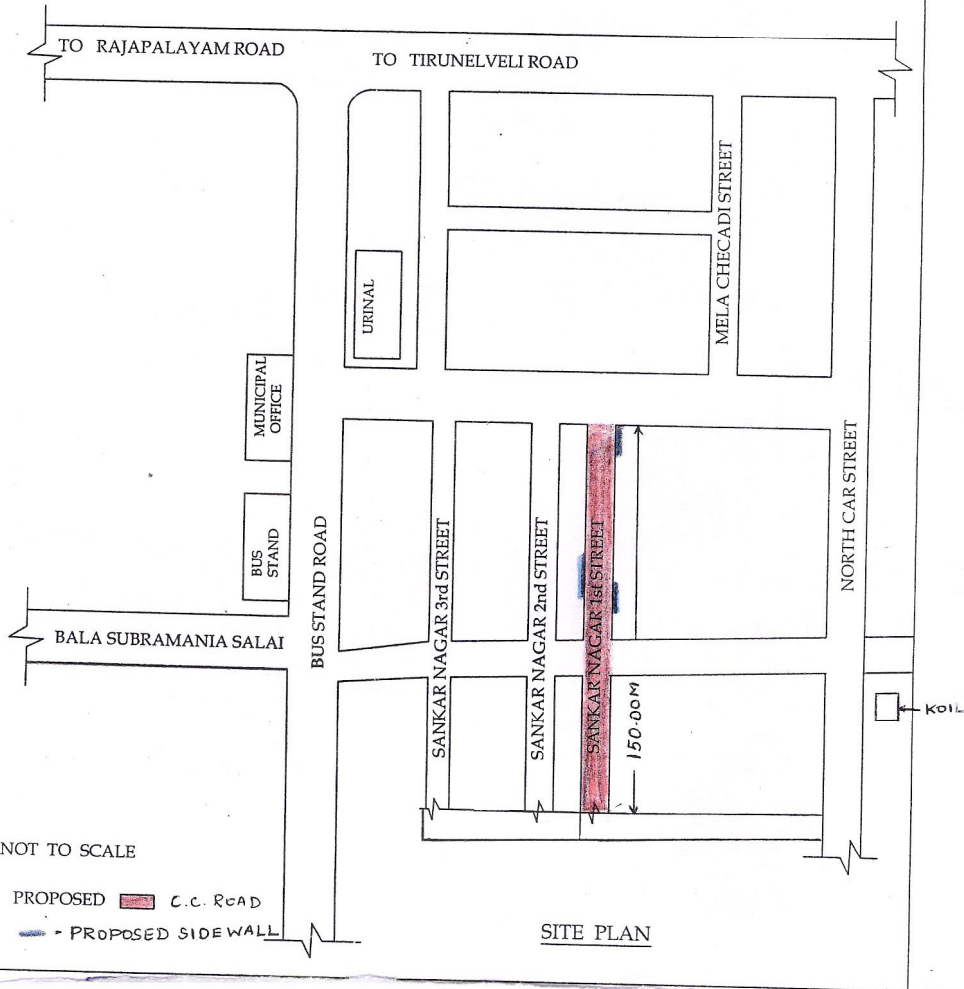 TO RAJAPALAYAM ROAD
TO TIRUNELVELI ROAD
MELA CHECADI STREET
URINAL
MUNICIPAL
OFFICE
BUS
STAND
BUS STAND ROAD
BALA SUBRAMANIA SALAI
SANKAR NAGAR 3rd STREET
SANKAR NAGAR 2nd STREET
SANKAR NAGAR 1st STREET
150.00M
NORTH CAR STREET
KOIL
NOT TO SCALE
PROPOSED C.C. ROAD
- PROPOSED SIDEWALL
SITE PLAN